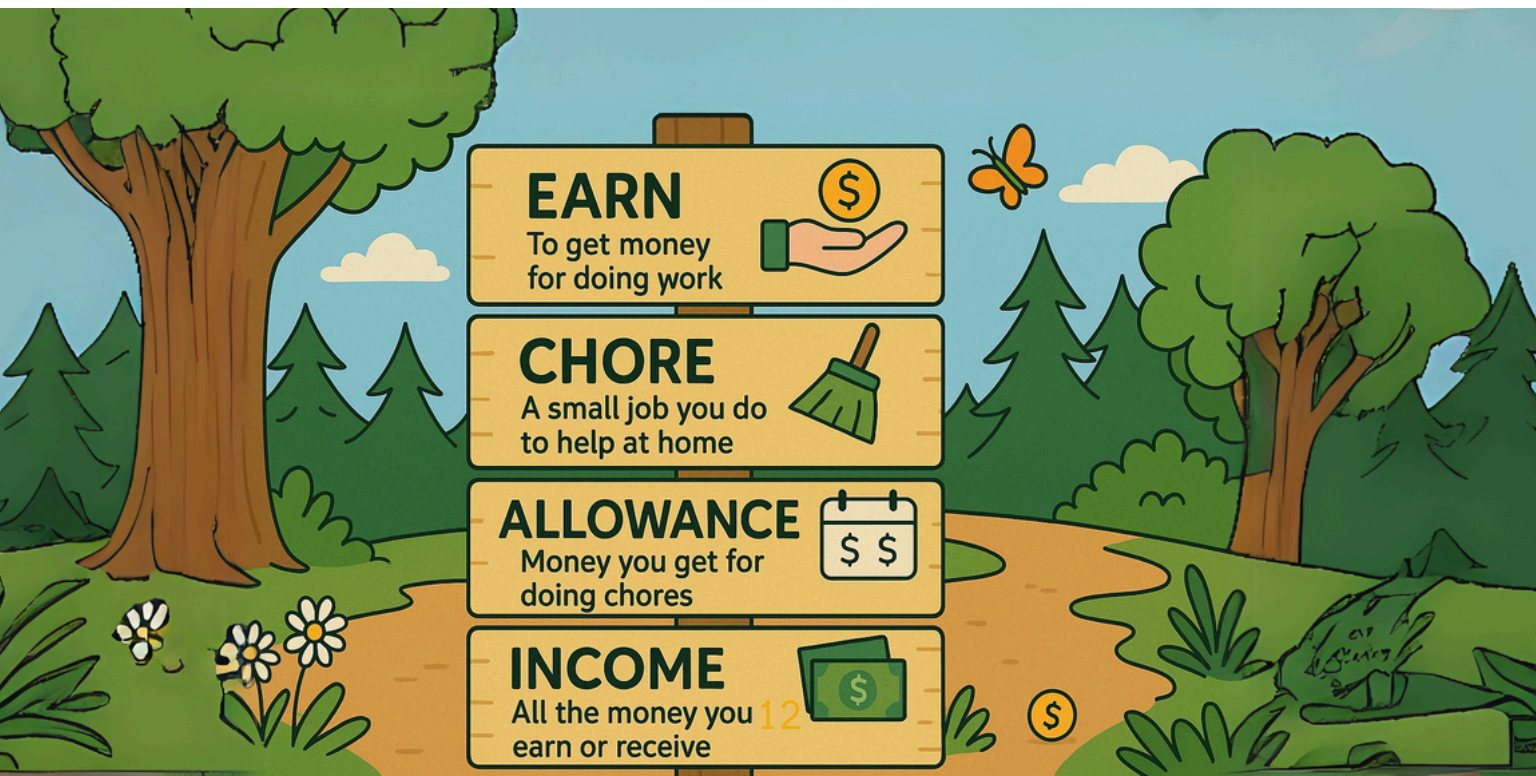 EARN
To get money
for doing work
$
CHORE
A small job you do
to help at home
ALLOWANCE
$ $
Money you get for
doing chores
INCOME
$
All the money you 12
earn or receive
$